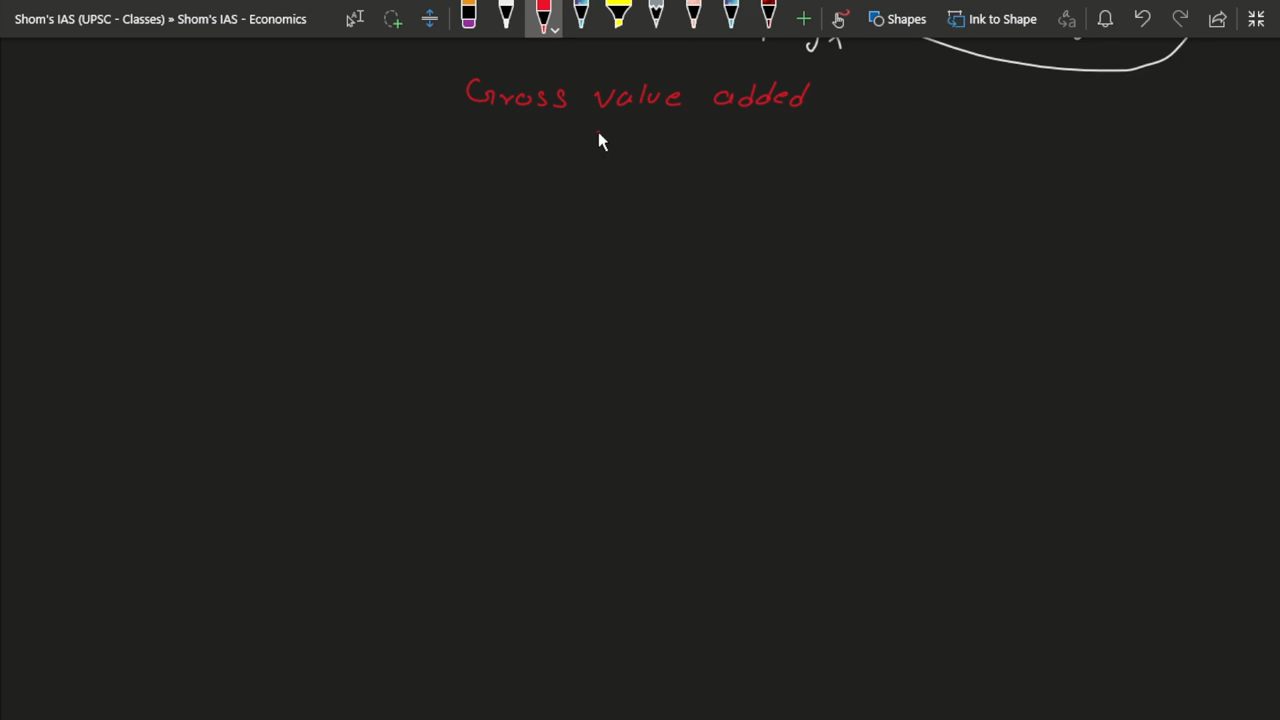 Shom's IAS (UPSC - Classes) » Shom's IAS - Economics
Shapes
Ink to Shape
Gross value added